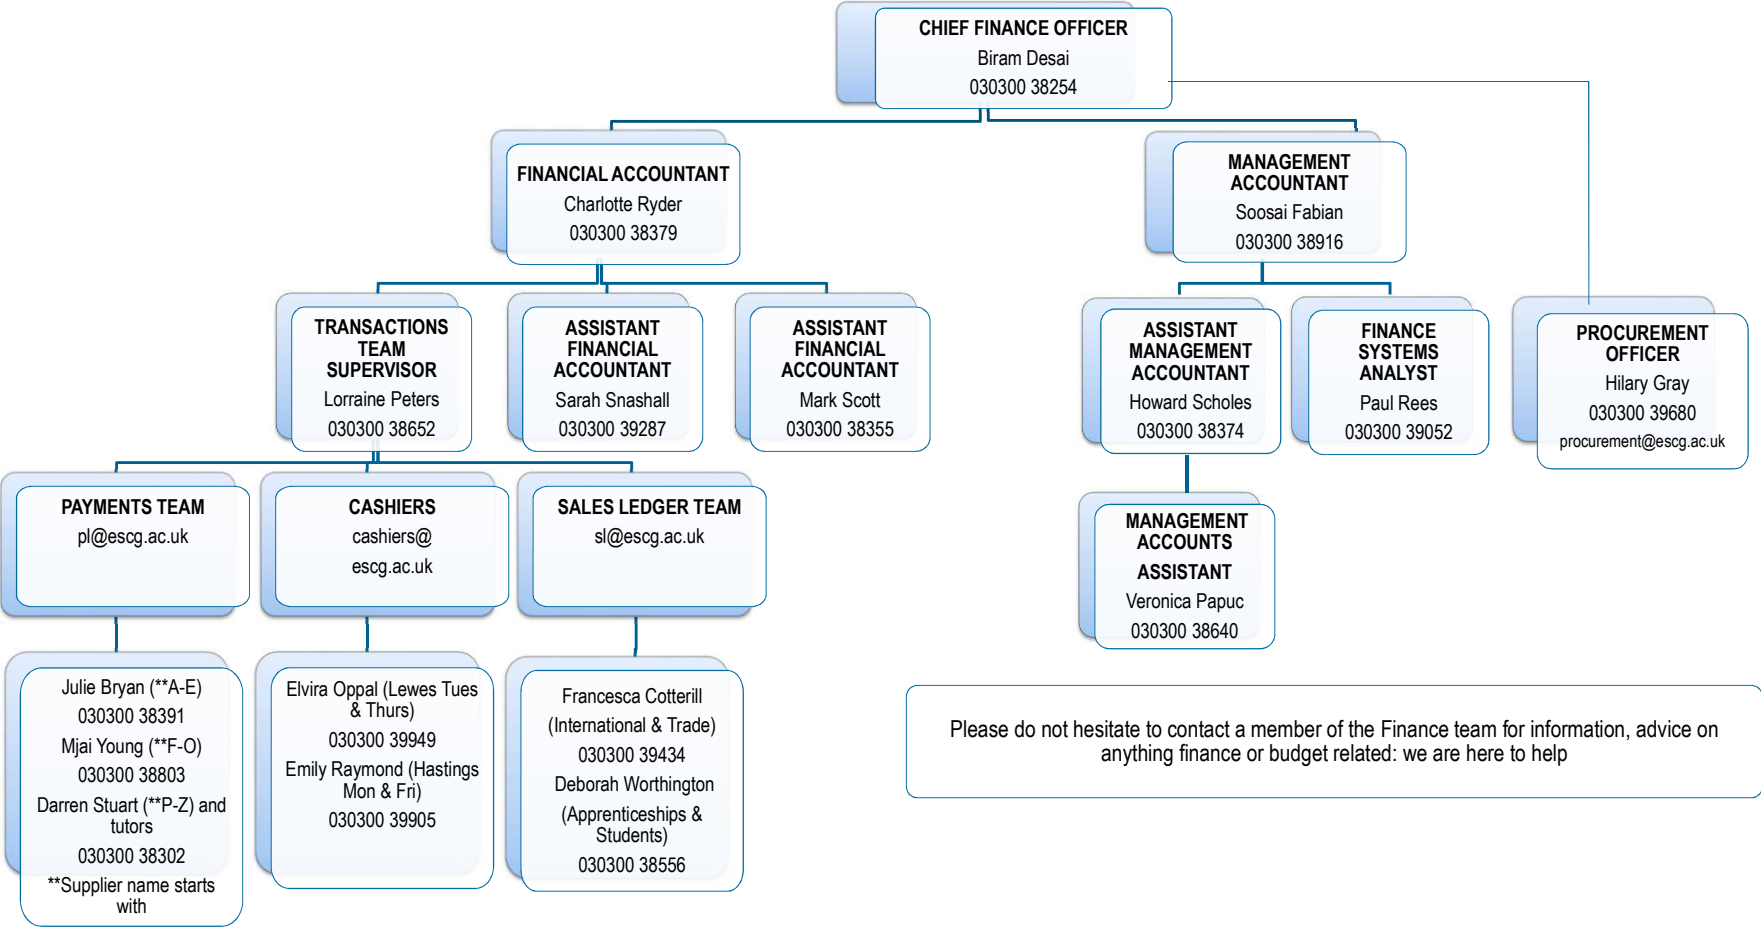 CHIEF FINANCE OFFICER
Biram Desai
030300 38254
FINANCIAL ACCOUNTANT
Charlotte Ryder
030300 38379
MANAGEMENT
ACCOUNTANT
Soosai Fabian
030300 38916
TRANSACTIONS
TEAM
SUPERVISOR
Lorraine Peters
030300 38652
ASSISTANT
FINANCIAL
ACCOUNTANT
Sarah Snashall
030300 39287
ASSISTANT
FINANCIAL
ACCOUNTANT
Mark Scott
030300 38355
ASSISTANT
MANAGEMENT
ACCOUNTANT
Howard Scholes
030300 38374
FINANCE
SYSTEMS
ANALYST
Paul Rees
030300 39052
PROCUREMENT
OFFICER
Hilary Gray
030300 39680
procurement@escg.ac.uk
PAYMENTS TEAM
pl@escg.ac.uk
CASHIERS
cashiers@
escg.ac.uk
SALES LEDGER TEAM
sl@escg.ac.uk
MANAGEMENT
ACCOUNTS
ASSISTANT
Veronica Papuc
030300 38640
Julie Bryan (**A-E)
030300 38391
Mjai Young (**F-O)
030300 38803
Darren Stuart (**P-Z) and
tutors
030300 38302
**Supplier name starts
with
Elvira Oppal (Lewes Tues
& Thurs)
030300 39949
Emily Raymond (Hastings
Mon & Fri)
030300 39905
Francesca Cotterill
(International & Trade)
030300 39434
Deborah Worthington
(Apprenticeships &
Students)
030300 38556
Please do not hesitate to contact a member of the Finance team for information, advice on
anything finance or budget related: we are here to help